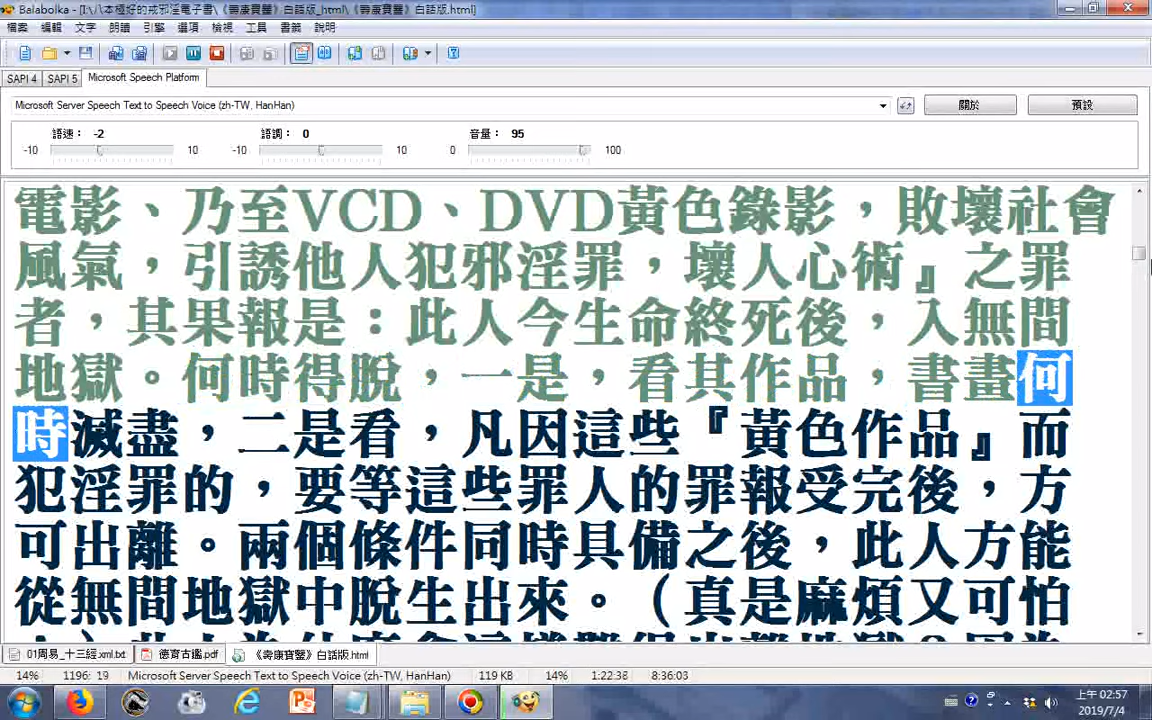 Balabolka - [I:\八本極好的戒邪淫電子書\《壽康寶鑒》白話版_html\《壽康寶鑒》白話版.html]
檔案 編輯 文字 朗讀 引擎 選項 檢視 工具 書籤 說明
SAPI 4 SAPI 5 Microsoft Speech Platform
Microsoft Server Speech Text to Speech Voice (zh-TW, HanHan) 關於 預設
語速： -2 語調： 0 音量： 95
-10 10 -10 10 0 100
電影、乃至VCD、DVD黃色錄影，敗壞社會
風氣，引誘他人犯邪淫罪，壞人心術』之罪
者，其果報是：此人今生命終死後，入無間
地獄。何時得脫，一是，看其作品，書畫何
時滅盡，二是看，凡因這些『黃色作品』而
犯淫罪的，要等這些罪人的罪報受完後，方
可出離。兩個條件同時具備之後，此人方能
從無間地獄中脫生出來。（真是麻煩又可怕
01周易_十三經.xml.txt 德育古鑑.pdf 《壽康寶鑒》白話版.html
14% 1196: 19 Microsoft Server Speech Text to Speech Voice (zh-TW, HanHan) 119 KB 14% 1:22:38 8:36:03
上午 02:57
2019/7/4